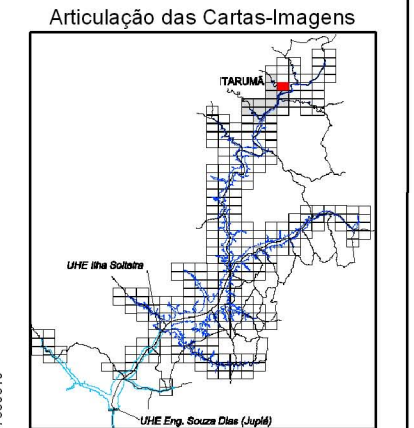 Articulação das Cartas-Imagens
ITARUMÃ
UHE Ilha Solteira
UHE Eng. Souza Dias (Jupiá)